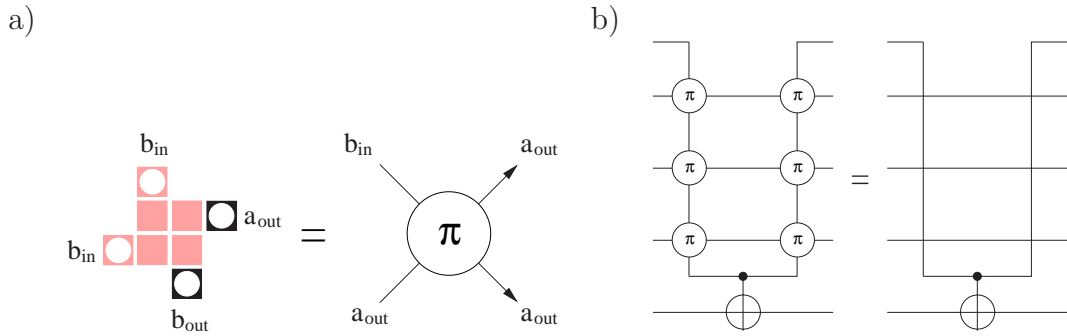 a)
b_in
a_out
b_in
b_out
=
b_in
a_out
π
a_out
a_out
b)
π π
π π
=
π π